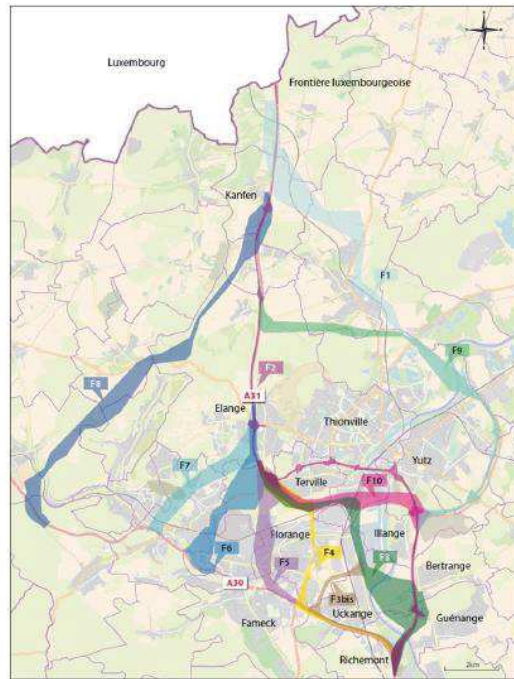 Luxembourg
Frontière luxembourgeoise
Kanfen
F1
F9
F8
F2
A31
Elange
Thionville
Yutz
F7
Terville
F10
Florange
Illange
F4
F3
F6
F5
Bertrange
A30
F3bis
Uckange
Guénange
Fameck
Richemont
2km